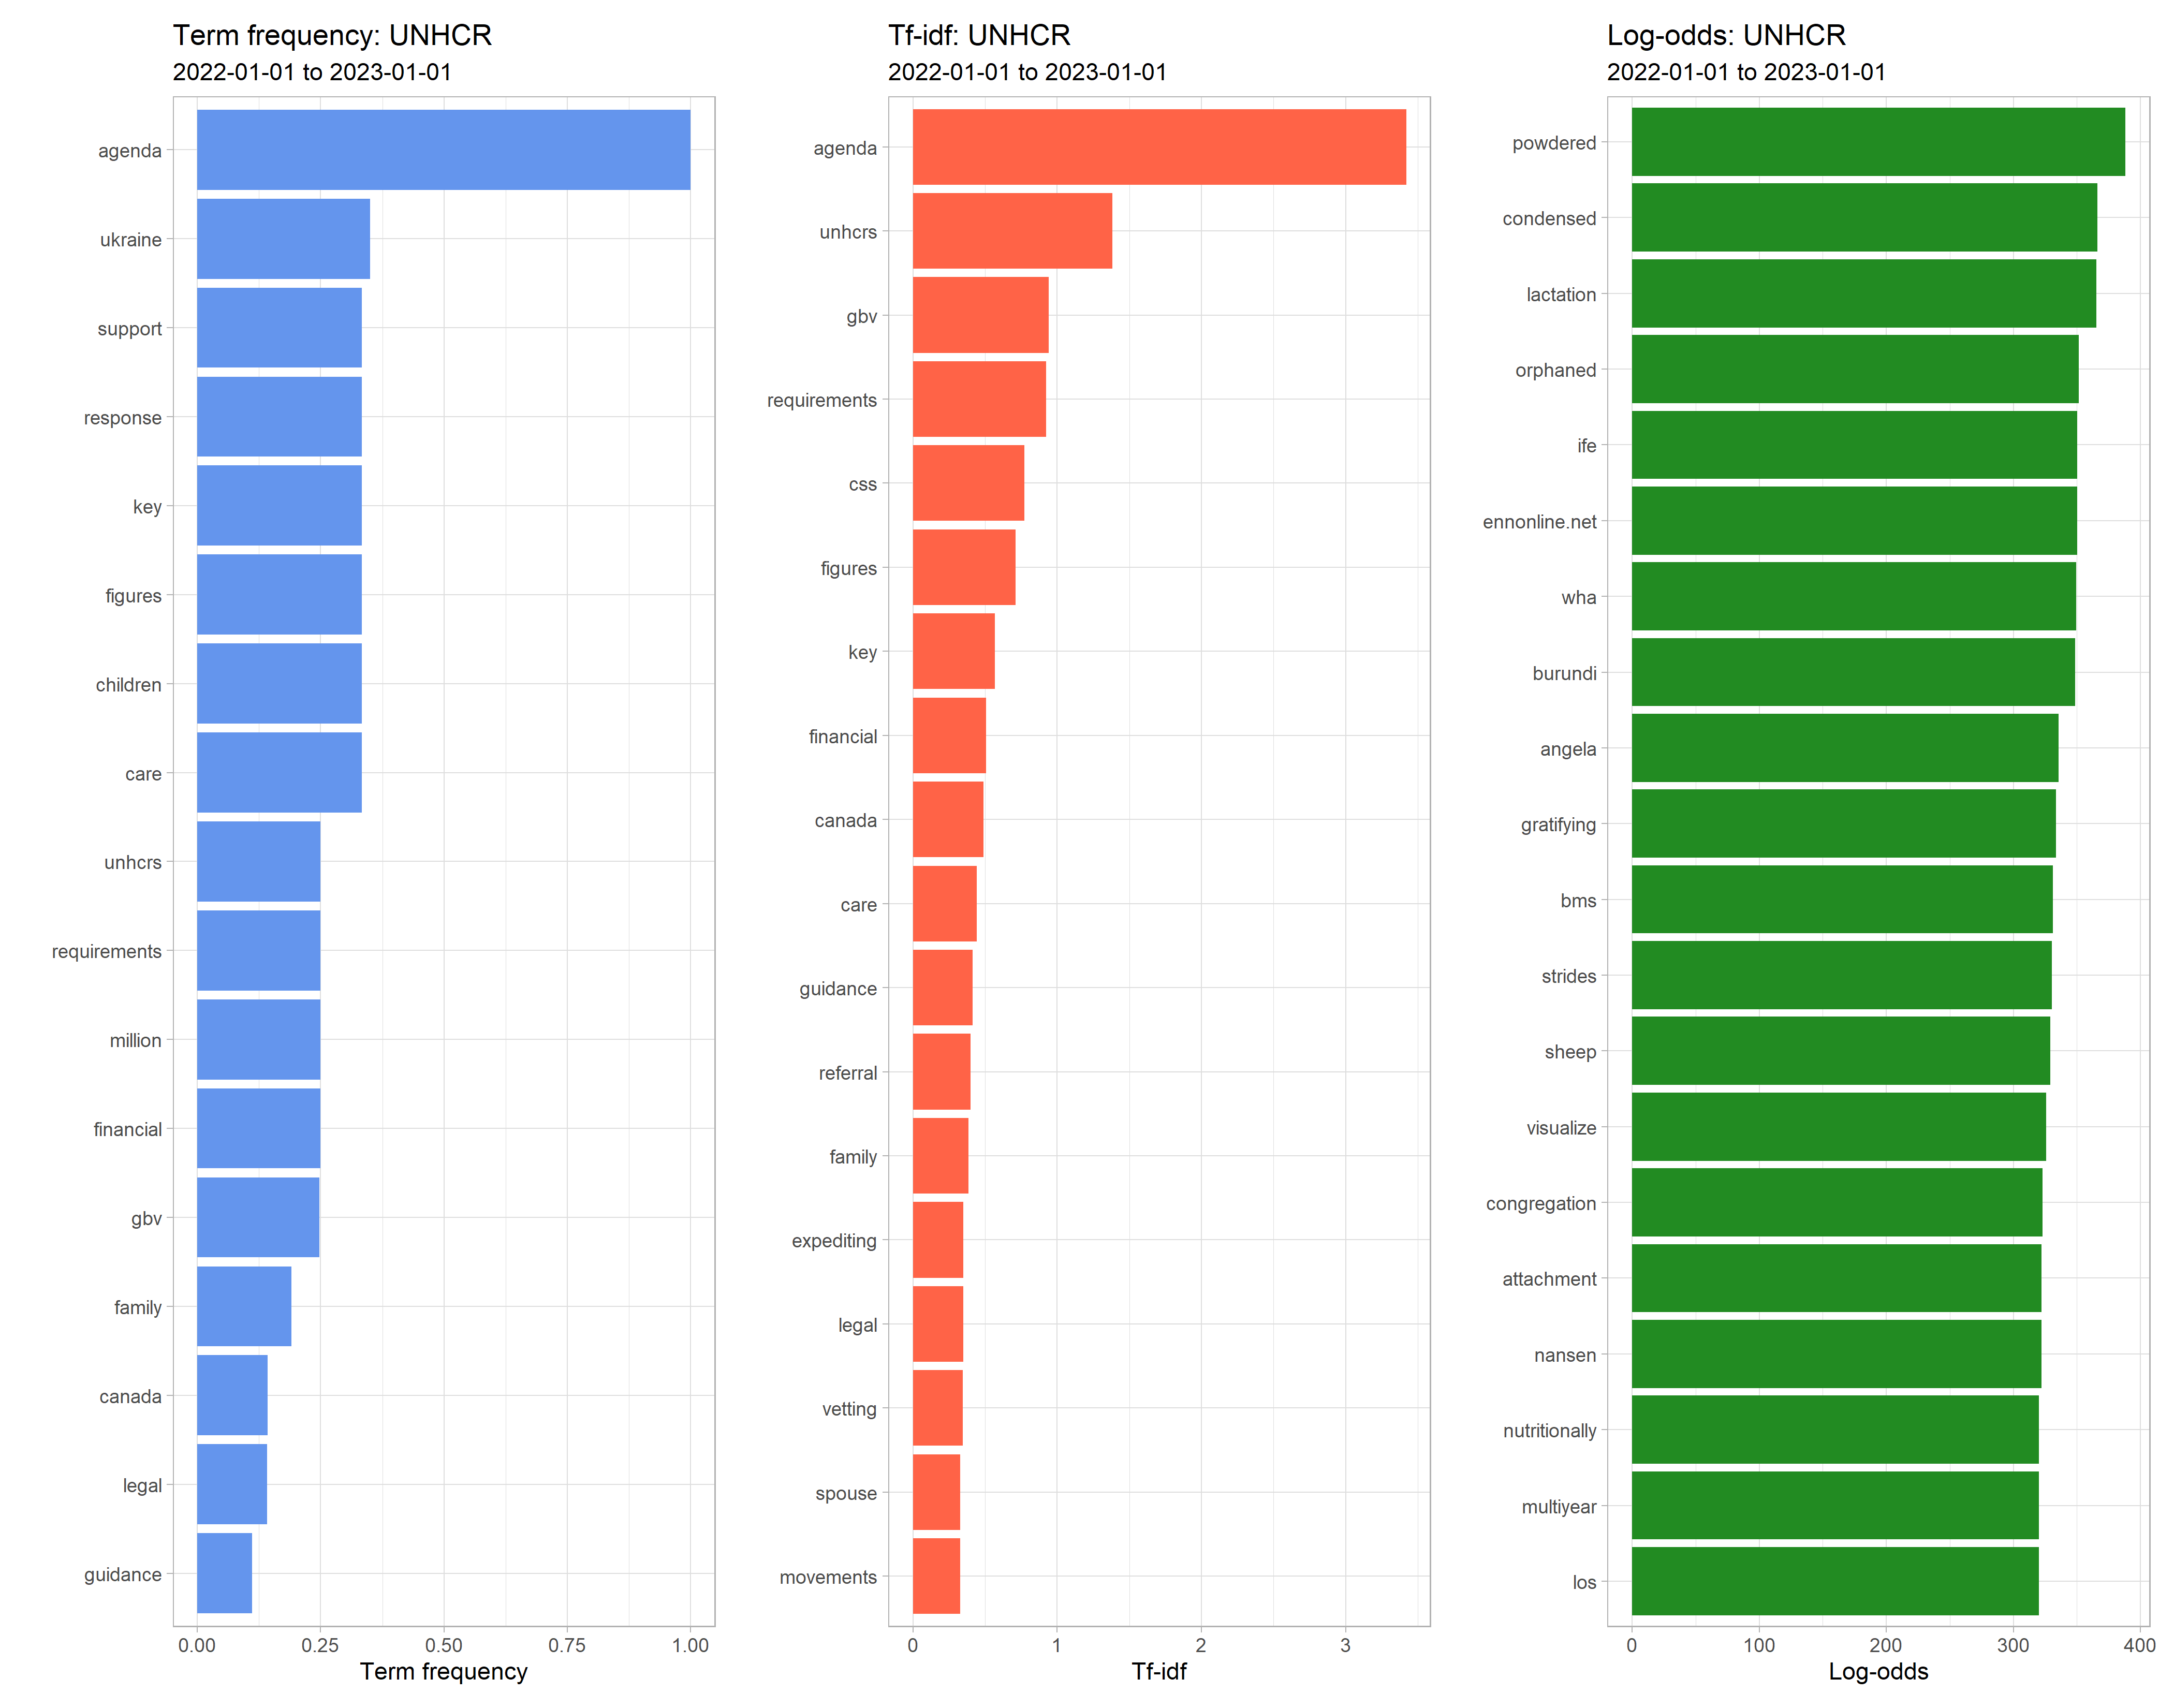 Term frequency: UNHCR
2022-01-01 to 2023-01-01
agenda
ukraine
support
response
key
figures
children
care
unhcrs
requirements
million
financial
gbv
family
canada
legal
guidance
0.00 0.25 0.50 0.75 1.00
Term frequency
Tf-idf: UNHCR
2022-01-01 to 2023-01-01
agenda
unhcrs
gbv
requirements
css
figures
key
financial
canada
care
guidance
referral
family
expediting
legal
vetting
spouse
movements
0 1 2 3
Tf-idf
Log-odds: UNHCR
2022-01-01 to 2023-01-01
powdered
condensed
lactation
orphaned
ife
ennonline.net
wha
burundi
angela
gratifying
bms
strides
sheep
visualize
congregation
attachment
nansen
nutritionally
multiyear
los
0 100 200 300 400
Log-odds